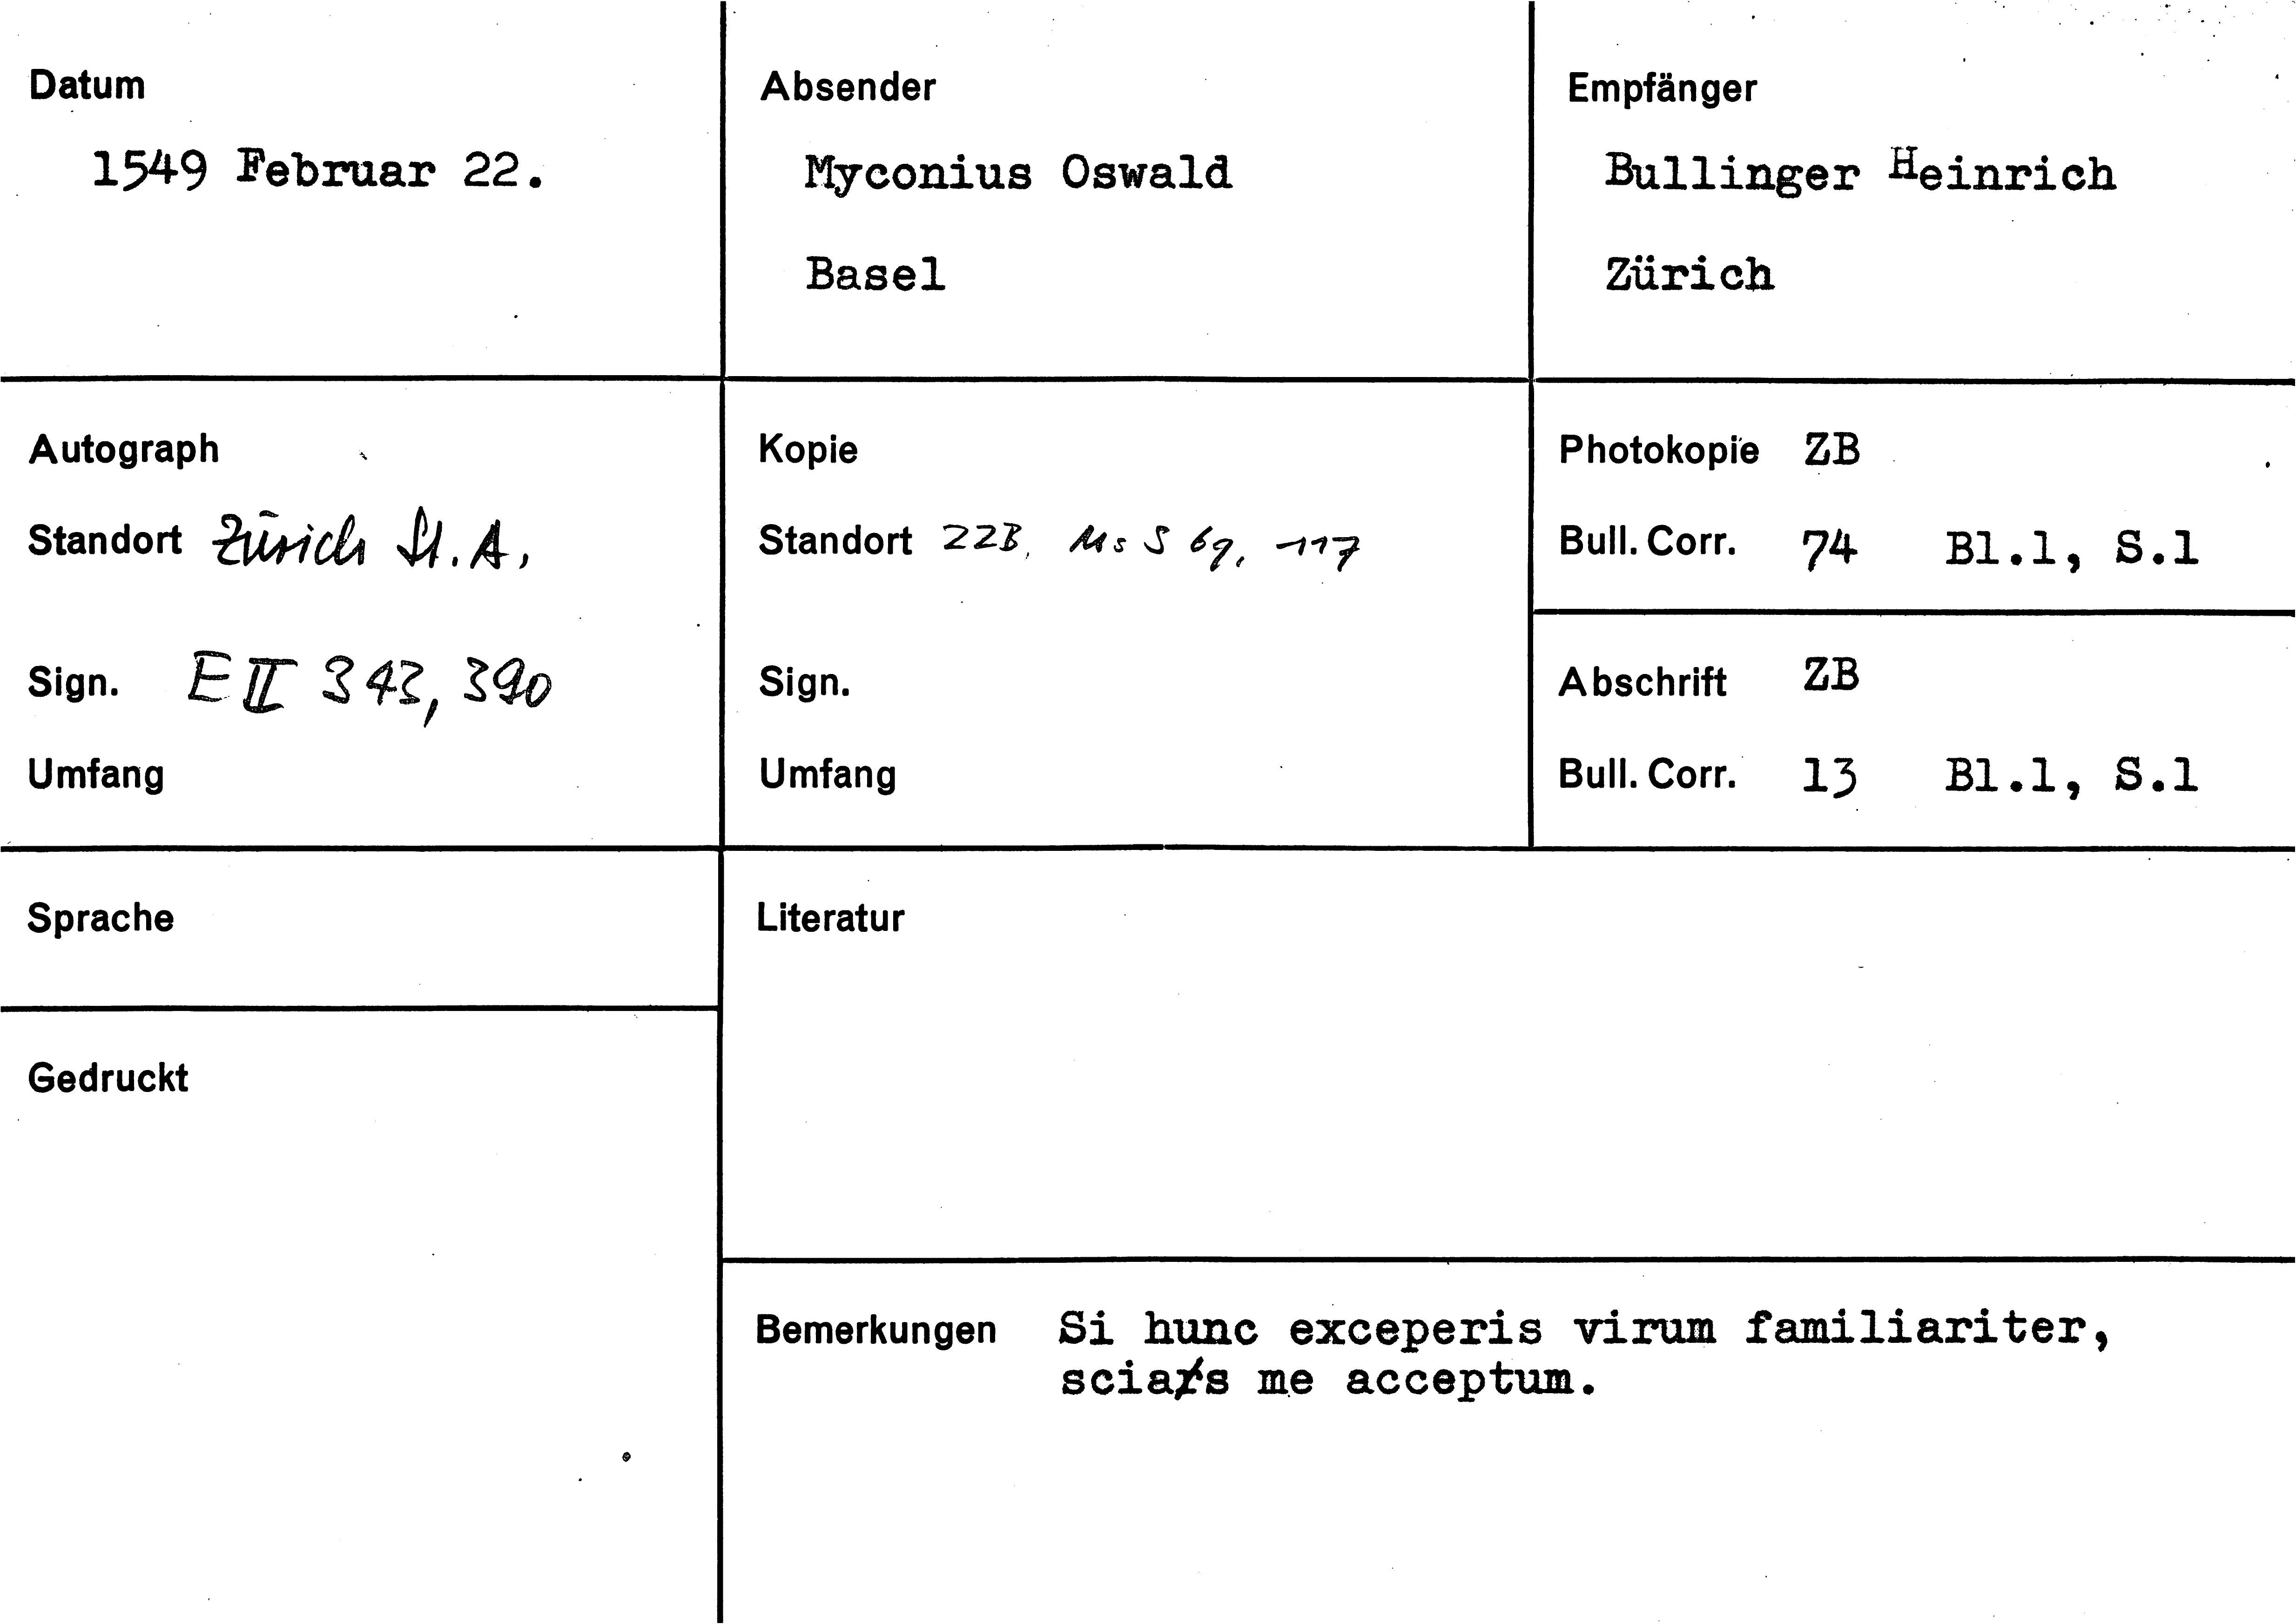 Datum
1549 Februar 22.
Absender
Myconius Oswald
Basel
Empfänger
Bullinger Heinrich
Zürich
Autograph
Standort Zürich St. A.
Sign. E II 343, 390
Umfang
Kopie
Standort ZZB, Ms S 69, 117
Sign.
Umfang
Photokopie ZB
Bull. Corr. 74 Bl.1, S.1
Abschrift ZB
Bull. Corr. 13 Bl.1, S.1
Sprache
Gedruckt
Literatur
Bemerkungen Si hunc exceperis virum familiariter,
scias me acceptum.